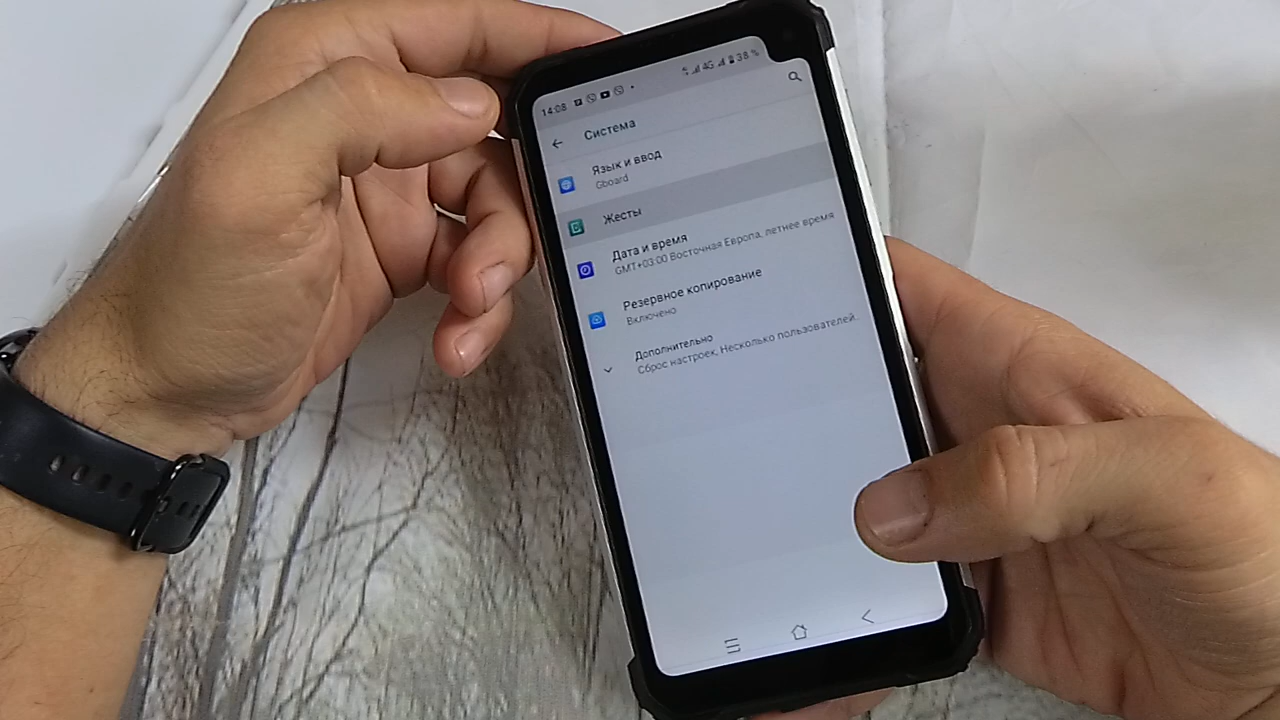 14:08 4G 38 %
Система
Язык и ввод
Gboard
Жесты
Дата и время
GMT+03:00 Восточная Европа, летнее время
Резервное копирование
Включено
Дополнительно
Сброс настроек, Несколько пользователей..